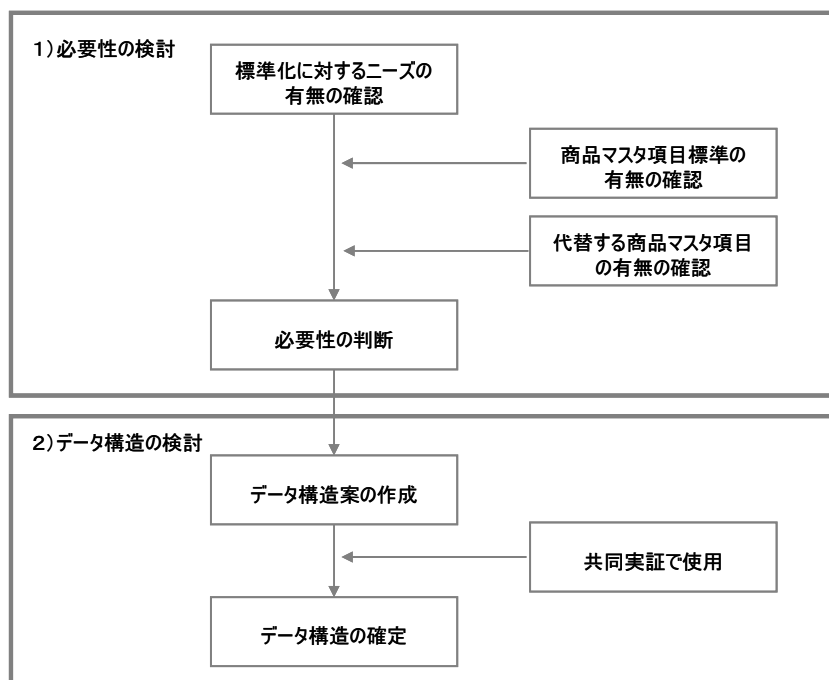 1）必要性の検討
標準化に対するニーズの
有無の確認
商品マスタ項目標準の
有無の確認
代替する商品マスタ項目
の有無の確認
必要性の判断
2）データ構造の検討
データ構造案の作成
共同実証で使用
データ構造の確定